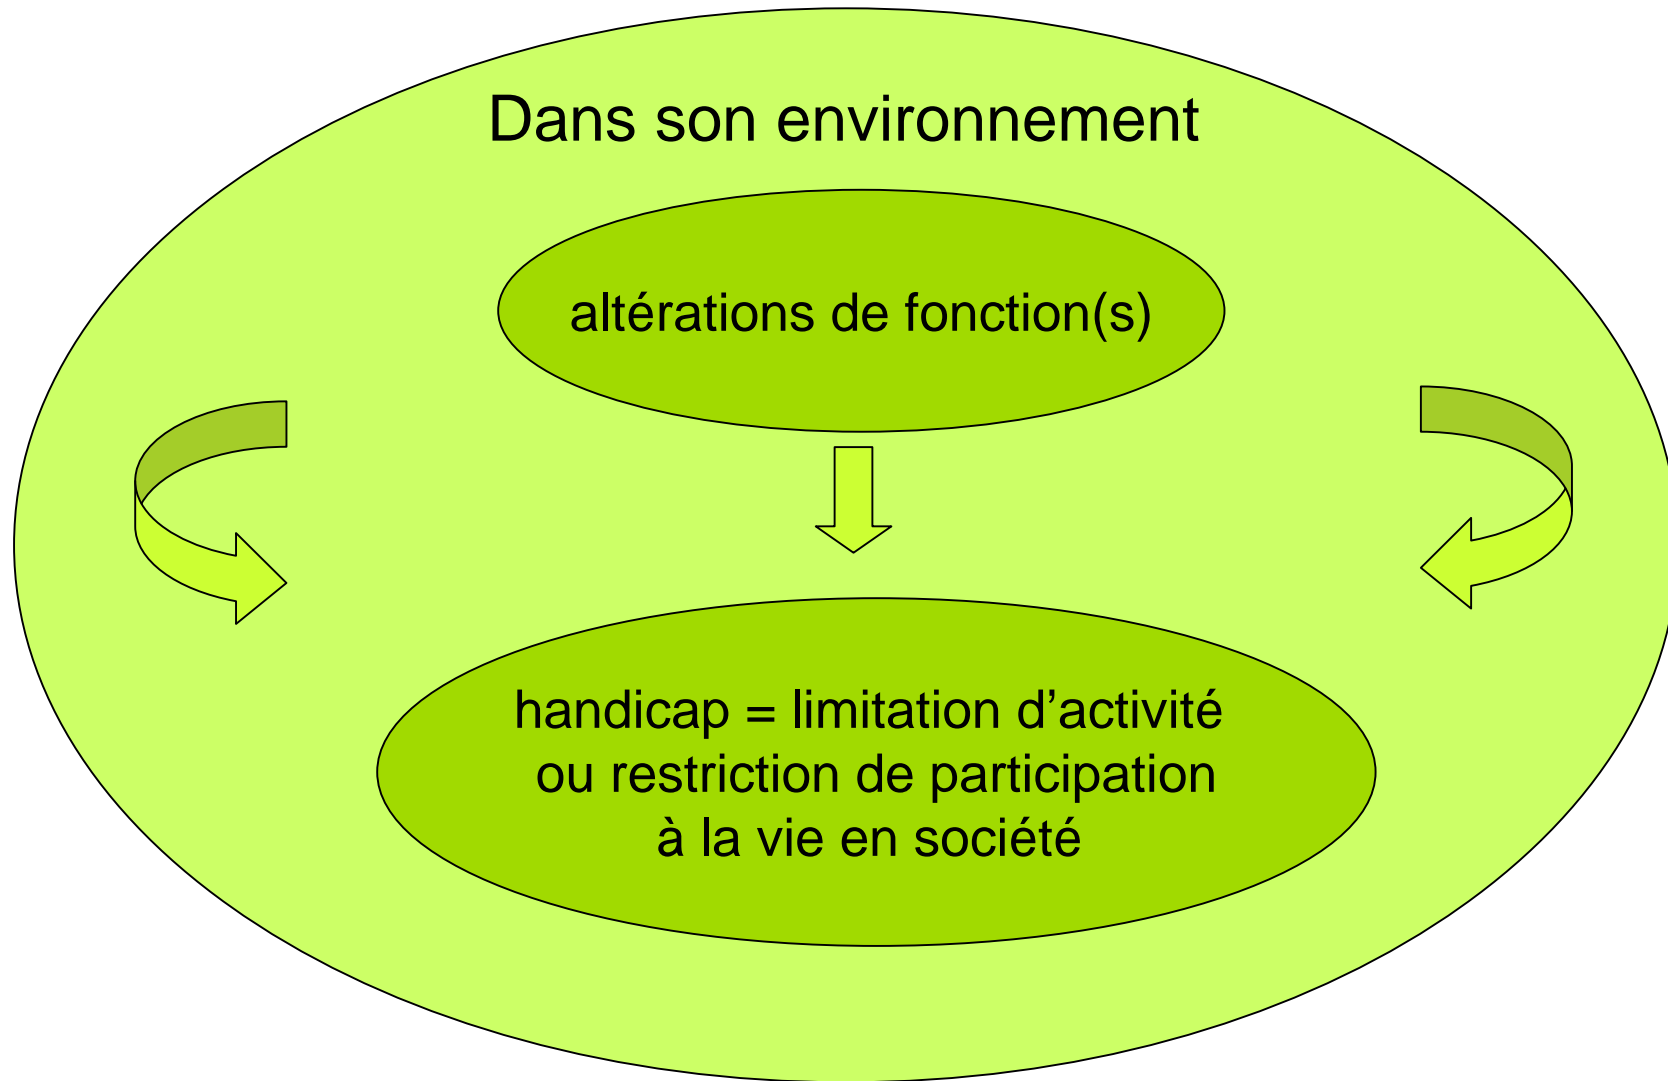 Dans son environnement
altérations de fonction(s)
handicap = limitation d’activité
ou restriction de participation
à la vie en société